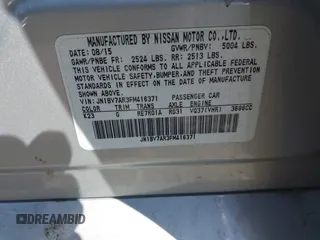 MANUFACTURED BY NISSAN MOTOR CO.,LTD.
DATE: 08/15 GVWR/PNBV: 5004 LBS.
GAWR/PNBE FR: 2524 LBS. RR: 2513 LBS.
THIS VEHICLE CONFORMS TO ALL APPLICABLE FEDERAL
MOTOR VEHICLE SAFETY,BUMPER,AND THEFT PREVENTION
STANDARDS IN EFFECT ON THE DATE OF MANUFACTURE
SHOWN ABOVE.
VIN: JN1BV7AR3FM416371 PASSENGER CAR
COLOR TRIM TRANS AXLE ENGINE
K23 G RE7R01A RG31 VQ37(VHR) 3696CC
JN1BV7AR3FM416371
DREAMBID